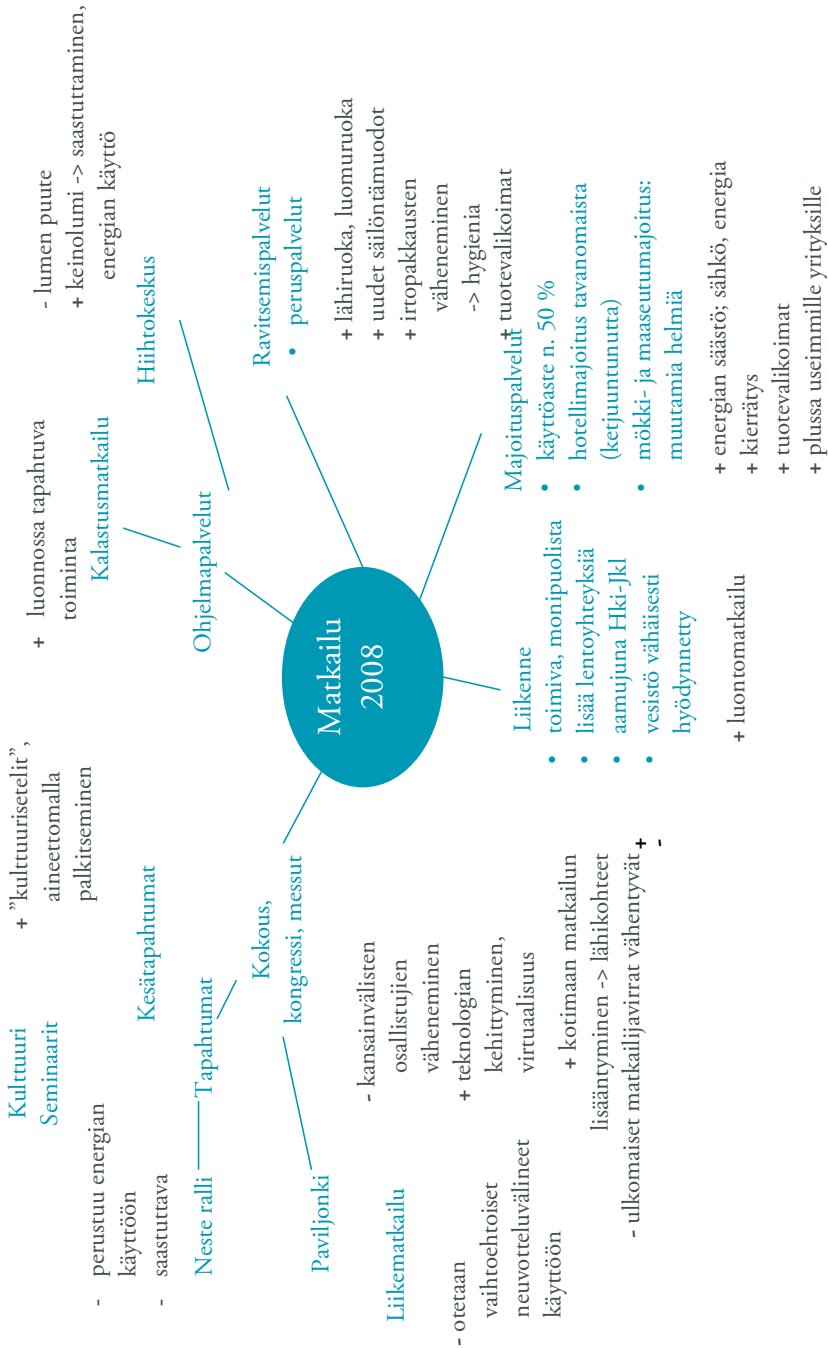 Kulttuuri
Seminaarit
+ ”kulttuurisetelit”,
aineettomalla
palkitseminen
+ luonnossa tapahtuva
toiminta
- lumen puute
+ keinolumi -> saastuttaminen,
energian käyttö
- perustuu energian
käyttöön
- saastuttava
Kesätapahtumat
Kalastusmatkailu
Hiihtokeskus
Neste ralli
Tapahtumat
Ohjelmapalvelut
Kokous,
kongressi, messut
Paviljonki
Ravitsemispalvelut
• peruspalvelut
+ lähiruoka, luomuruoka
+ uudet säilöntämuodot
+ irtopakkausten
väheneminen
-> hygienia
+ tuotevalikoimat
Matkailu
2008
Liikematkailu
- otetaan
vaihtoehtoiset
neuvotteluvälineet
käyttöön
- kansainvälisten
osallistujien
väheneminen
+ teknologian
kehittyminen,
virtuaalisuus
+ kotimaan matkailun
lisääntyminen -> lähikohteet
- ulkomaiset matkailijavirrat vähentyvät +
-
Liikenne
• toimiva, monipuolista
• lisää lentoyhteyksiä
• aamujuna Hki-Jkl
• vesistö vähäisesti
hyödynnetty
+ luontomatkailu
Majoituspalvelut
• käyttöaste n. 50 %
• hotellimajoitus tavanomaista
(ketjuuntunutta)
• mökki- ja maaseutumajoitus:
muutamia helmiä
+ energian säästö; sähkö, energia
+ kierrätys
+ tuotevalikoimat
+ plussa useimmille yrityksille